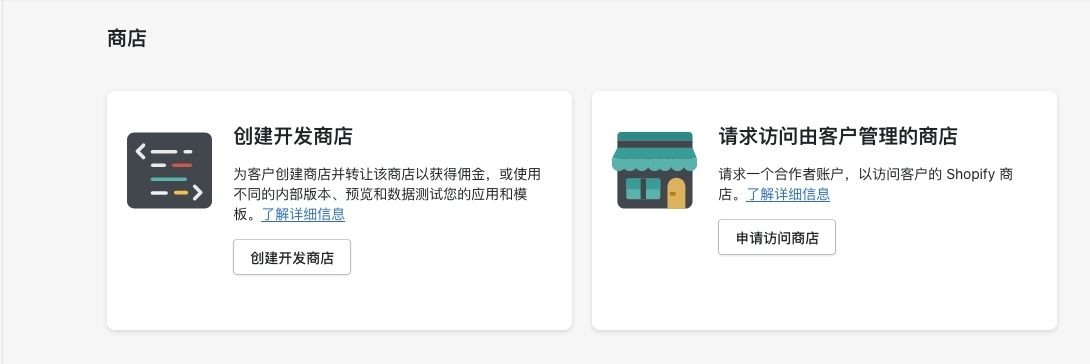 商店
创建开发商店
为客户创建商店并转让该商店以获得佣金，或使用
不同的内部版本、预览和数据测试您的应用和模
板。了解详细信息
创建开发商店
请求访问由客户管理的商店
请求一个合作者账户，以访问客户的 Shopify 商
店。了解详细信息
申请访问商店